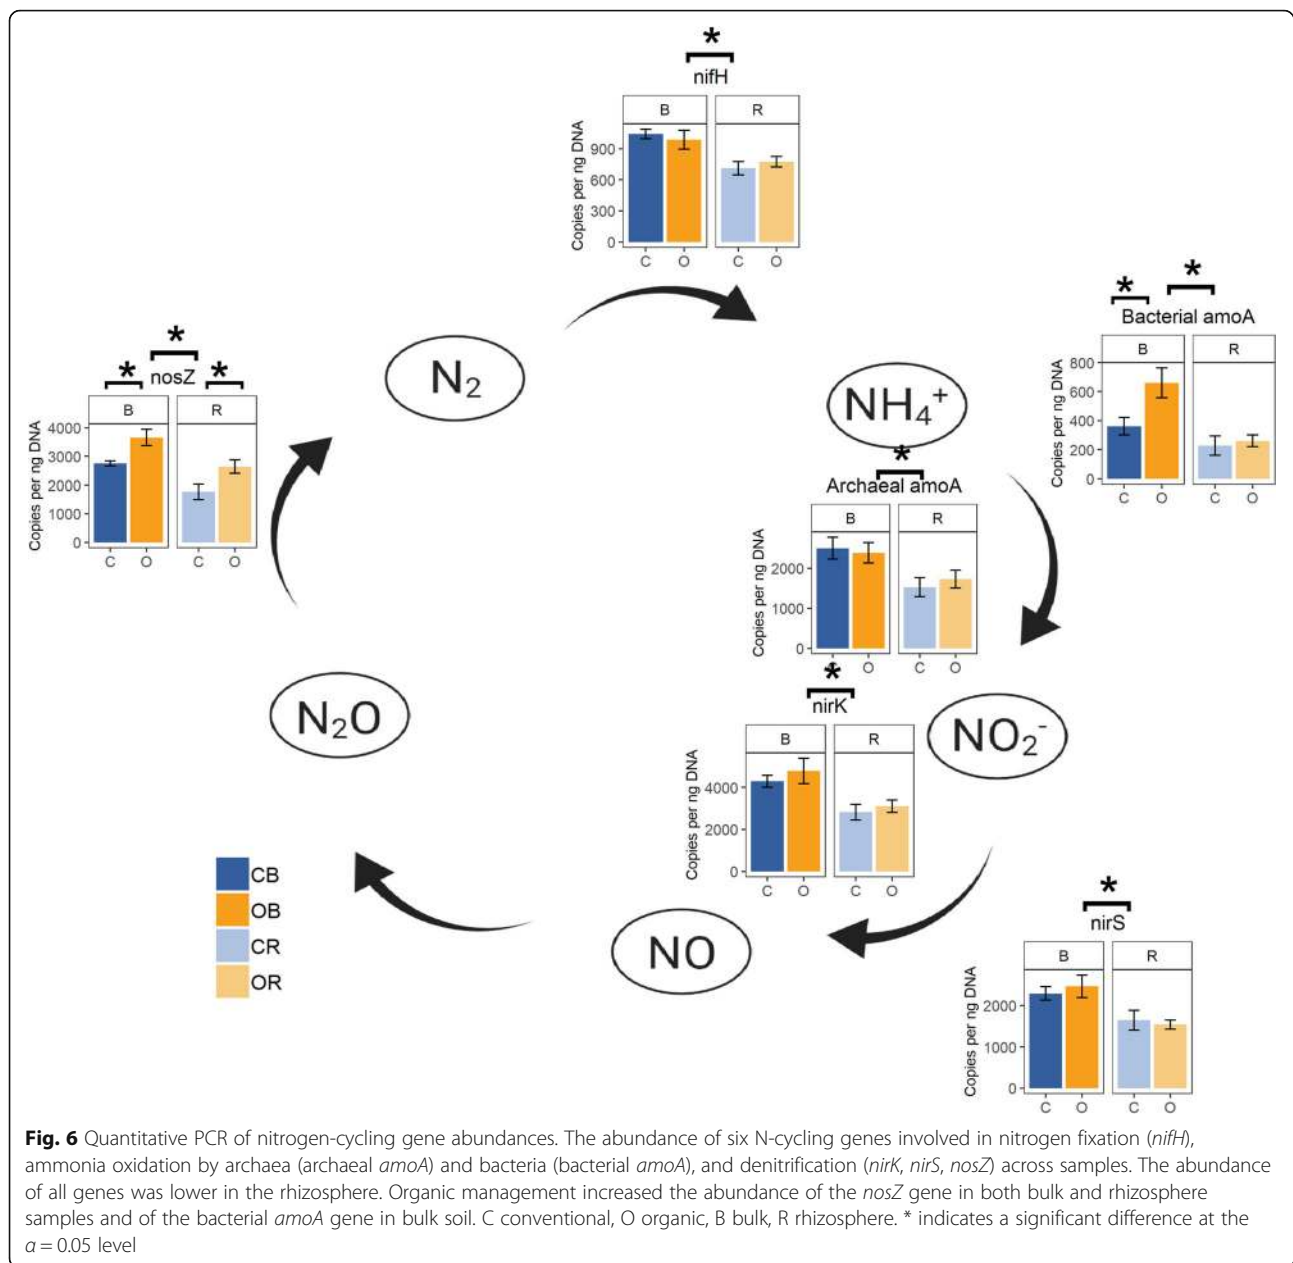 *
nifH
B R
Copies per ng DNA
900
600
300
0
C O C O
* *
Bacterial amoA
B R
Copies per ng DNA
800
600
400
200
0
C O C O
*
* *
nosZ
B R
Copies per ng DNA
4000
3000
2000
1000
0
C O C O
N₂
NH₄⁺
*
Archaeal amoA
B R
Copies per ng DNA
2000
1000
0
C O C O
*
nirK
B R
Copies per ng DNA
4000
2000
0
C O C O
N₂O
NO₂⁻
NO
CB
OB
CR
OR
*
nirS
B R
Copies per ng DNA
2000
1000
0
C O C O
Fig. 6 Quantitative PCR of nitrogen-cycling gene abundances. The abundance of six N-cycling genes involved in nitrogen fixation (nifH),
ammonia oxidation by archaea (archaeal amoA) and bacteria (bacterial amoA), and denitrification (nirK, nirS, nosZ) across samples. The abundance
of all genes was lower in the rhizosphere. Organic management increased the abundance of the nosZ gene in both bulk and rhizosphere
samples and of the bacterial amoA gene in bulk soil. C conventional, O organic, B bulk, R rhizosphere. * indicates a significant difference at the
α = 0.05 level